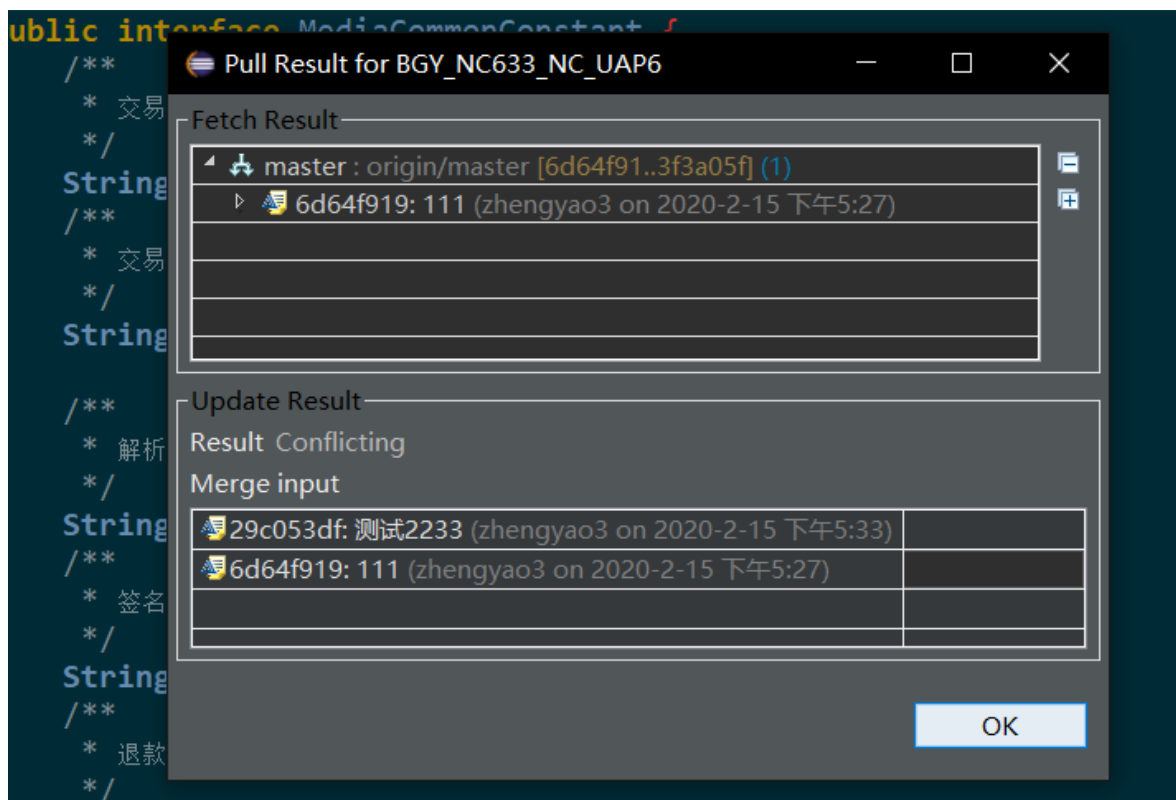 ublic interface MediaCommonConstant {
/**
* 交易
*/
String
/**
* 交易
*/
String
/**
* 解析
*/
String
/**
* 签名
*/
String
/**
* 退款
*/
Pull Result for BGY_NC633_NC_UAP6
Fetch Result
master : origin/master [6d64f91..3f3a05f] (1)
6d64f919: 111 (zhengyao3 on 2020-2-15 下午5:27)
Update Result
Result Conflicting
Merge input
29c053df: 测试2233 (zhengyao3 on 2020-2-15 下午5:33)
6d64f919: 111 (zhengyao3 on 2020-2-15 下午5:27)
OK